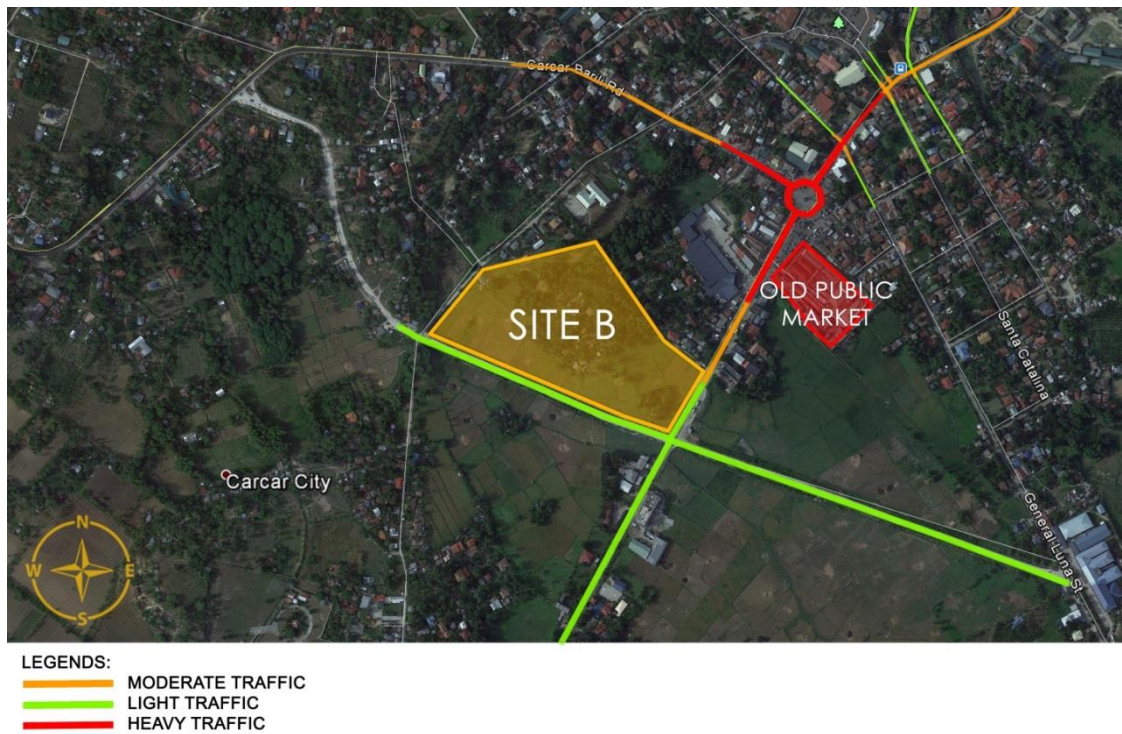 Carcar Barili Rd
OLD PUBLIC
MARKET
SITE B
Santa Catalina
General Luna St.
Carcar City
N
W
E
S
LEGENDS:
MODERATE TRAFFIC
LIGHT TRAFFIC
HEAVY TRAFFIC